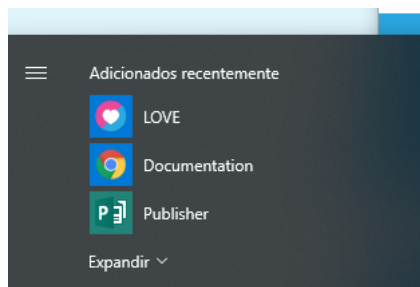 Adicionados recentemente
LOVE
Documentation
P
Publisher
Expandir